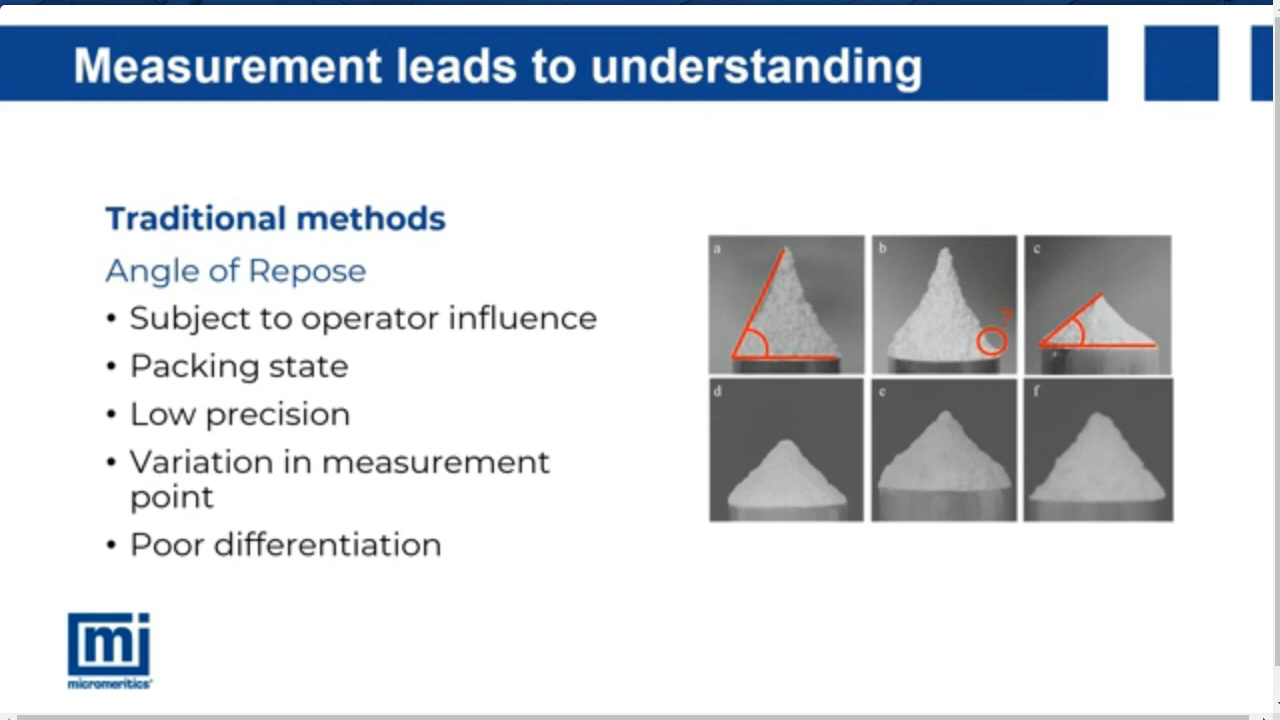 Measurement leads to understanding
Traditional methods
Angle of Repose
• Subject to operator influence
• Packing state
• Low precision
• Variation in measurement
point
• Poor differentiation
a
b
c
?
d
e
f
mi
micromeritics®